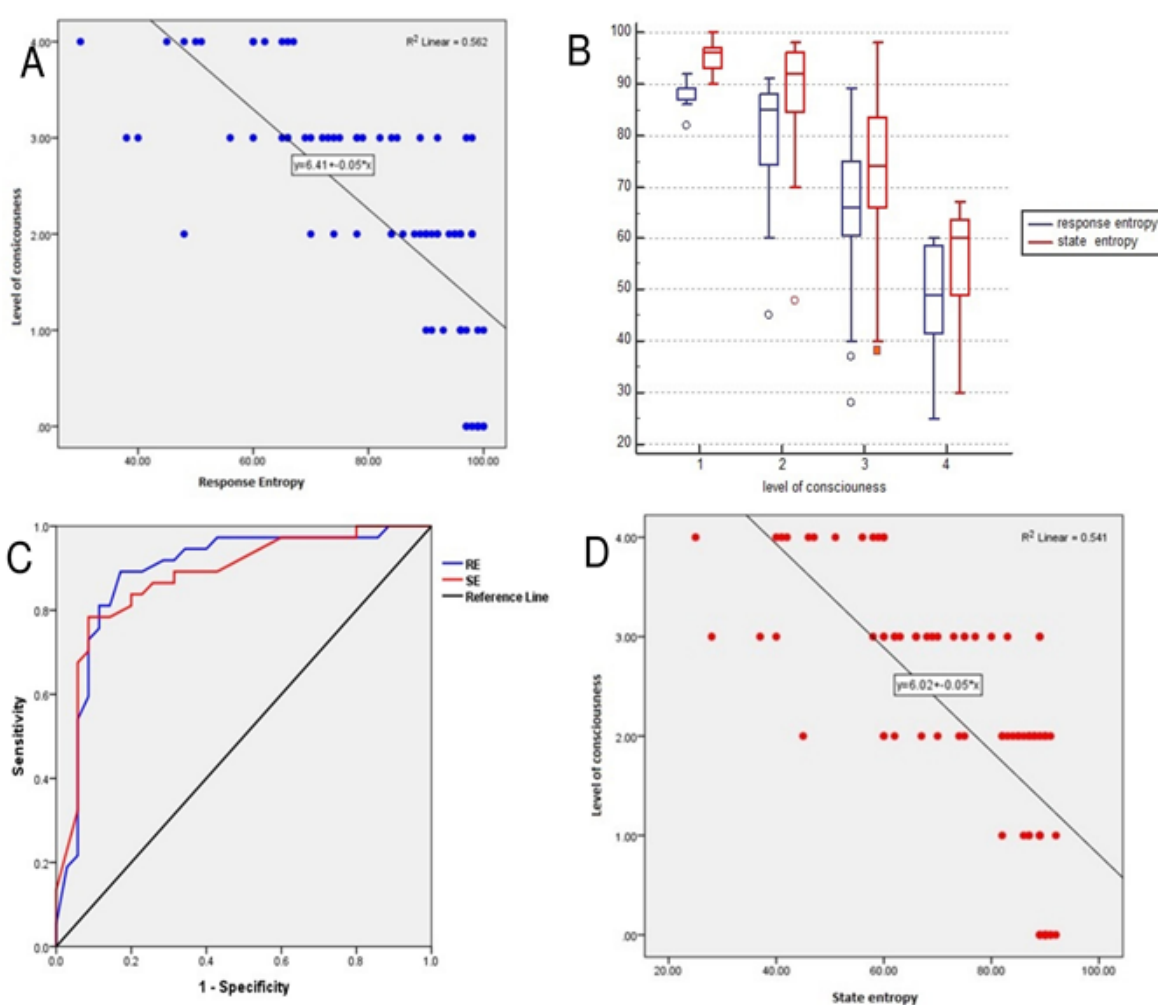 A
R² Linear = 0.562
y=6.41+-0.05*x
Level of consicousness
4.00
3.00
2.00
1.00
.00
40.00 60.00 80.00 100.00
Response Entropy
B
100
90
80
70
60
50
40
30
20
1 2 3 4
level of consciouness
response entropy
state entropy
C
RE
SE
Reference Line
Sensitivity
1.0
0.8
0.6
0.4
0.2
0.0
0.0 0.2 0.4 0.6 0.8 1.0
1 - Specificity
D
R² Linear = 0.541
y=6.02+-0.05*x
Level of consciousness
4.00
3.00
2.00
1.00
.00
20.00 40.00 60.00 80.00 100.00
State entropy